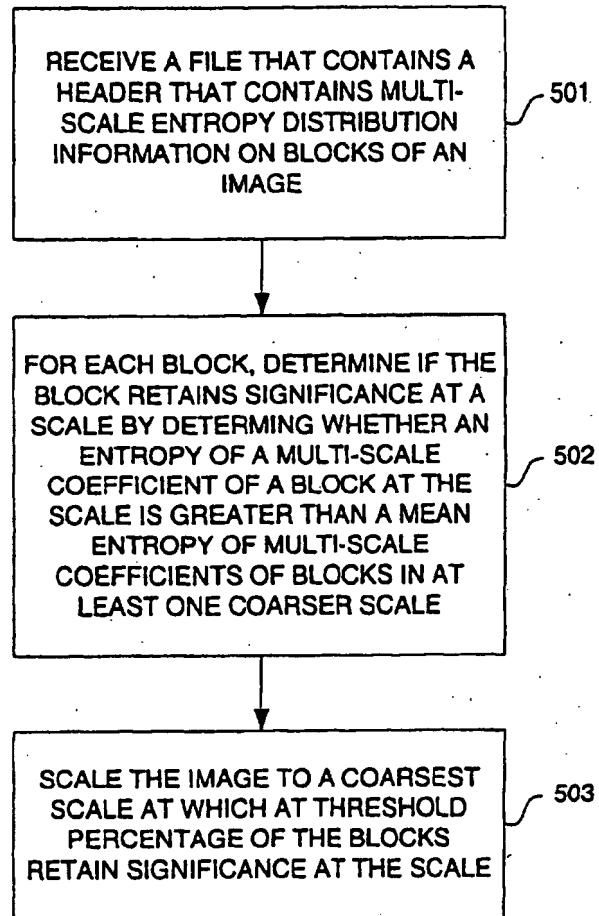 RECEIVE A FILE THAT CONTAINS A
HEADER THAT CONTAINS MULTI-
SCALE ENTROPY DISTRIBUTION
INFORMATION ON BLOCKS OF AN
IMAGE
501
FOR EACH BLOCK, DETERMINE IF THE
BLOCK RETAINS SIGNIFICANCE AT A
SCALE BY DETERMING WHETHER AN
ENTROPY OF A MULTI-SCALE
COEFFICIENT OF A BLOCK AT THE
SCALE IS GREATER THAN A MEAN
ENTROPY OF MULTI-SCALE
COEFFICIENTS OF BLOCKS IN AT
LEAST ONE COARSER SCALE
502
SCALE THE IMAGE TO A COARSEST
SCALE AT WHICH AT THRESHOLD
PERCENTAGE OF THE BLOCKS
RETAIN SIGNIFICANCE AT THE SCALE
503